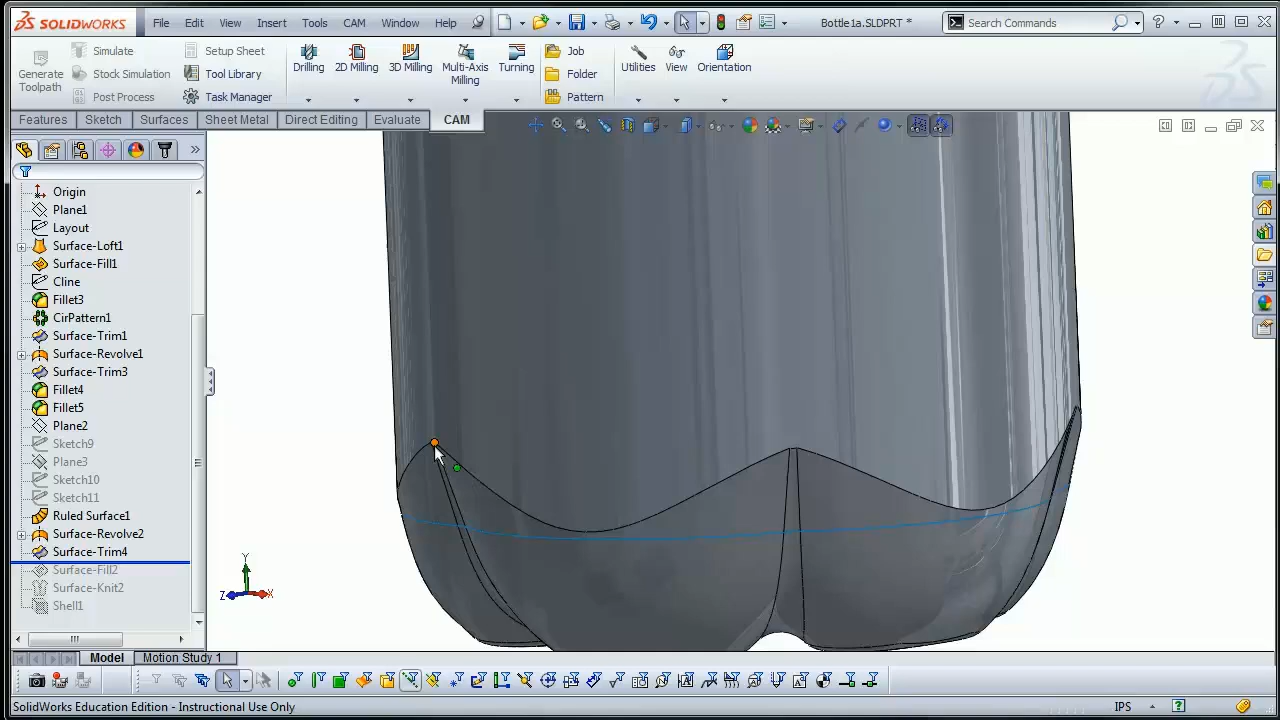 SOLIDWORKS File Edit View Insert Tools CAM Window Help Bottle1a.SLDPRT * Search Commands ?
Generate Toolpath
Simulate
Stock Simulation
Post Process
Setup Sheet
Tool Library
Task Manager
Drilling
2D Milling
3D Milling
Multi-Axis Milling
Turning
Job
Folder
Pattern
Utilities
View
Orientation
Features Sketch Surfaces Sheet Metal Direct Editing Evaluate CAM
Origin
Plane1
Layout
Surface-Loft1
Surface-Fill1
Cline
Fillet3
CirPattern1
Surface-Trim1
Surface-Revolve1
Surface-Trim3
Fillet4
Fillet5
Plane2
Sketch9
Plane3
Sketch10
Sketch11
Ruled Surface1
Surface-Revolve2
Surface-Trim4
Surface-Fill2
Surface-Knit2
Shell1
Y
Z X
Model Motion Study 1
SolidWorks Education Edition - Instructional Use Only IPS ?